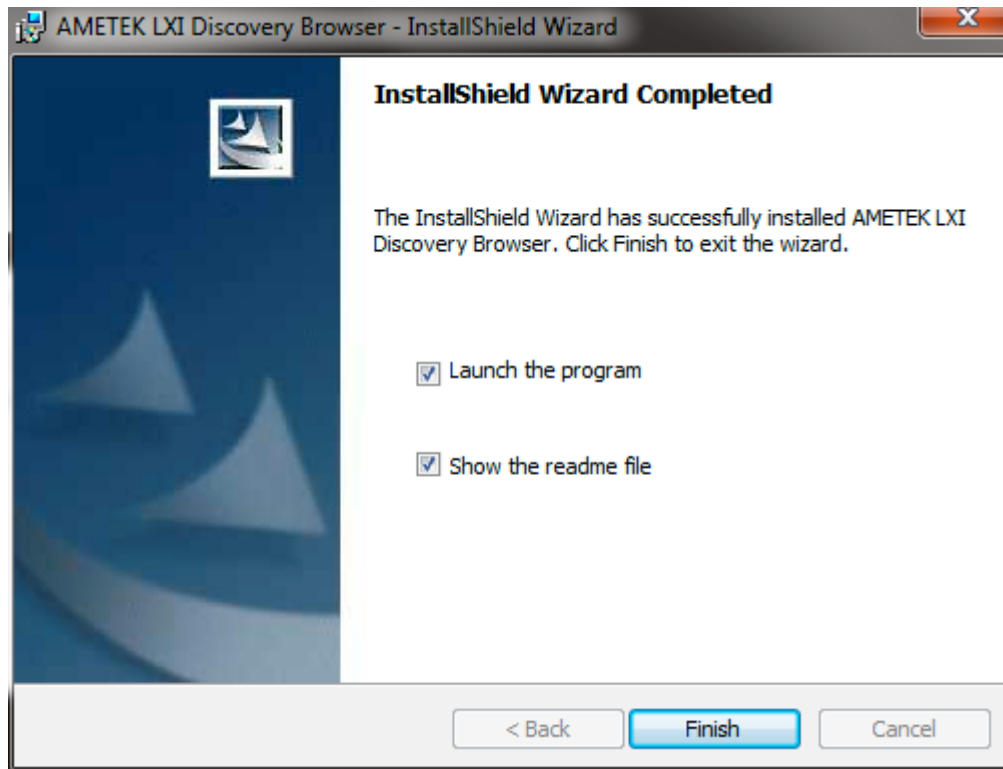 AMETEK LXI Discovery Browser - InstallShield Wizard
x
InstallShield Wizard Completed
The InstallShield Wizard has successfully installed AMETEK LXI
Discovery Browser. Click Finish to exit the wizard.
Launch the program
Show the readme file
< Back Finish Cancel